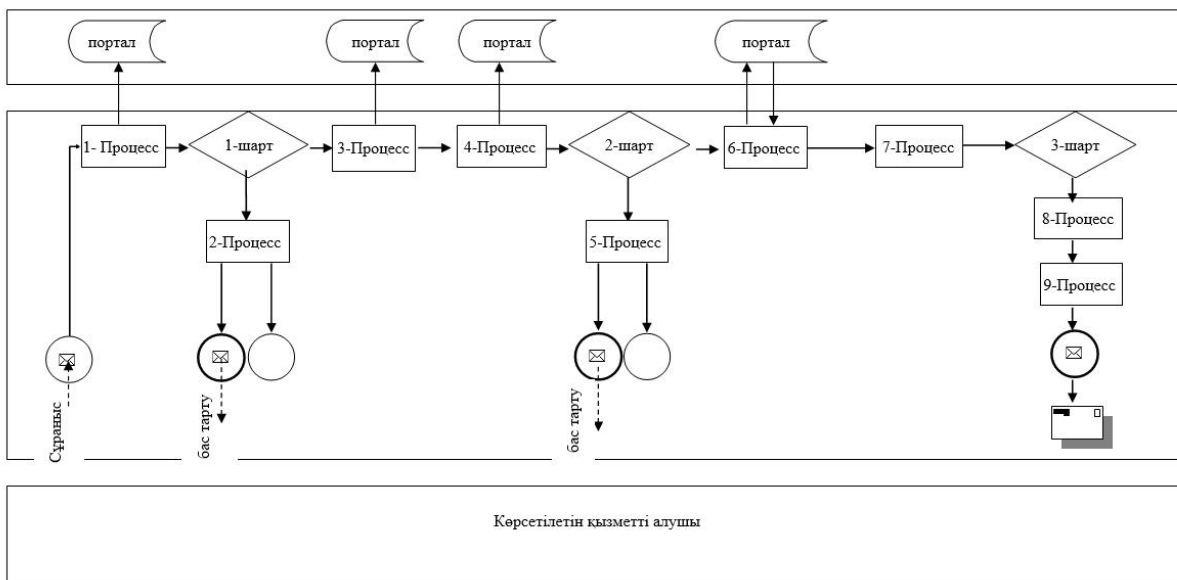 портал
портал
портал
портал
1- Процесс
1-шарт
3-Процесс
4-Процесс
2-шарт
6-Процесс
7-Процесс
3-шарт
2-Процесс
5-Процесс
8-Процесс
9-Процесс
Сұраныс
бас тарту
бас тарту
Көрсетілетін қызметті алушы